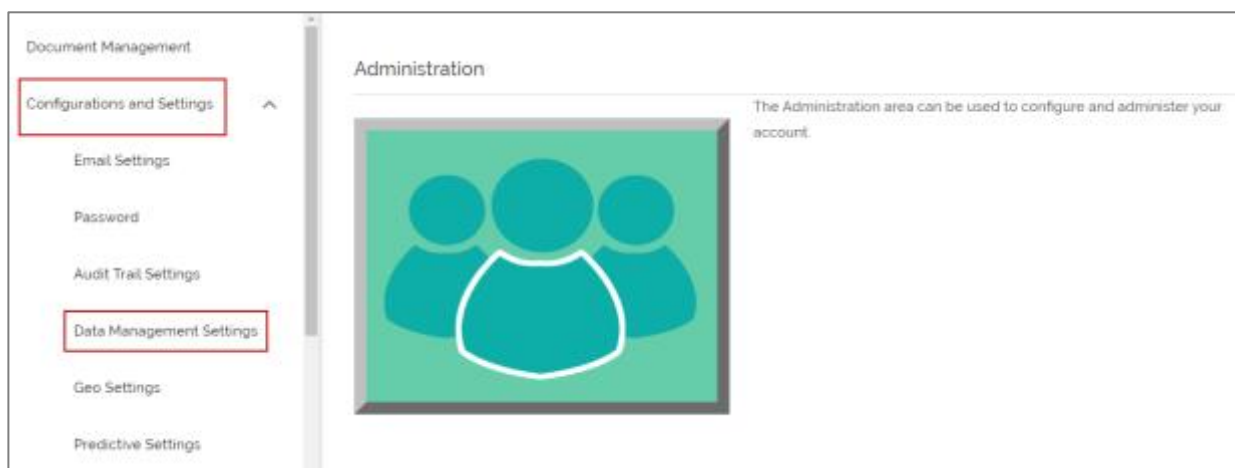 Document Management
Configurations and Settings
Email Settings
Password
Audit Trail Settings
Data Management Settings
Geo Settings
Predictive Settings
Administration
The Administration area can be used to configure and administer your
account